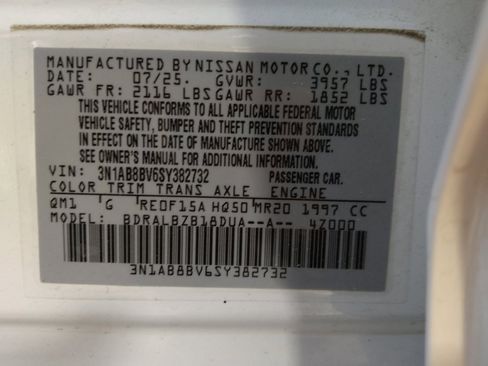 MANUFACTURED BY NISSAN MOTOR CO., LTD.
DATE: 07/25. GVWR: 3957 LBS
GAWR FR: 2116 LBS GAWR RR: 1852 LBS
THIS VEHICLE CONFORMS TO ALL APPLICABLE FEDERAL MOTOR
VEHICLE SAFETY, BUMPER AND THEFT PREVENTION STANDARDS
IN EFFECT ON THE DATE OF MANUFACTURE SHOWN ABOVE.
SEE OWNER'S MANUAL FOR ADDITIONAL INFORMATION.
VIN: 3N1AB8BV6SY382732 PASSENGER CAR.
COLOR TRIM TRANS AXLE ENGINE
QM1 G RE0F15A HQ50 MR20 1997 CC
MODEL: BDRALBZB18DUA--A-- 47000
3N1AB8BV6SY382732